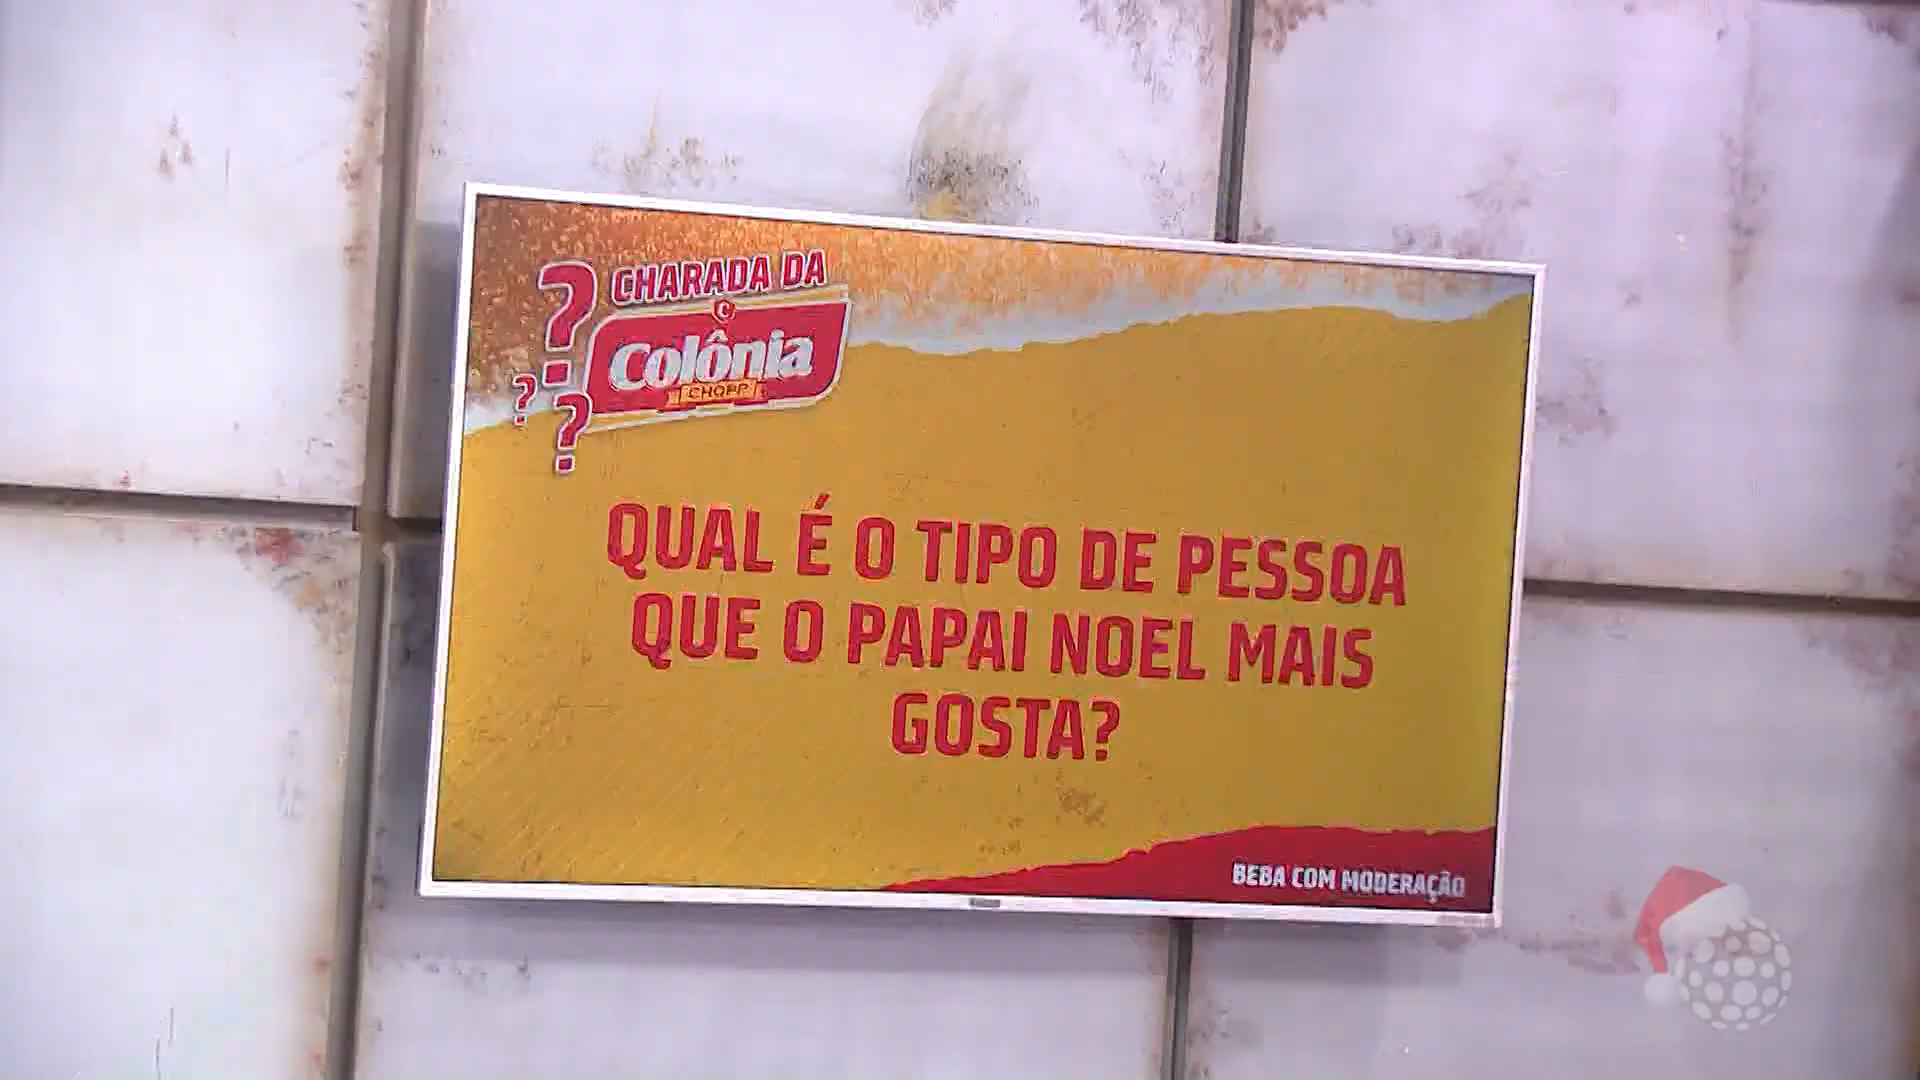 CHARADA DA
Colônia
CHOPP
QUAL É O TIPO DE PESSOA
QUE O PAPAI NOEL MAIS
GOSTA?
BEBA COM MODERAÇÃO